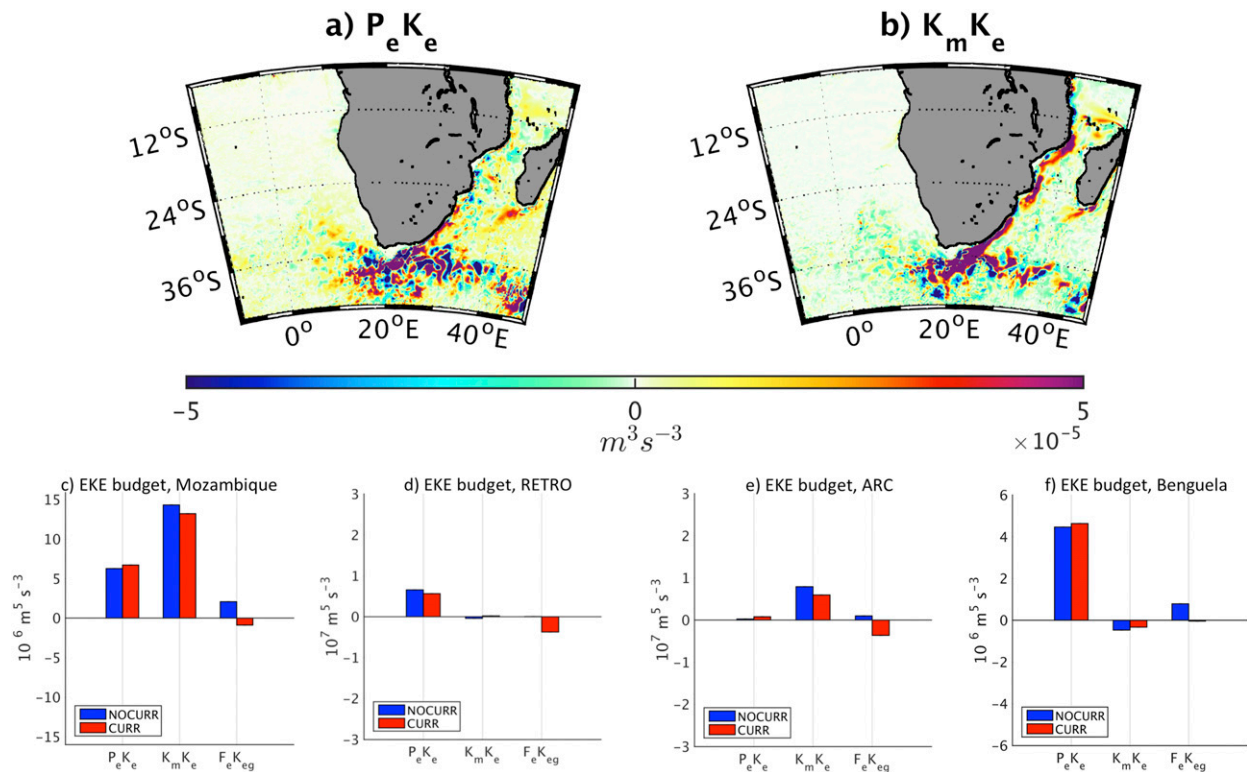 a) PeKe
b) KmKe
12°S
24°S
36°S
0°
20°E
40°E
12°S
24°S
36°S
0°
20°E
40°E
−5
0
5
m³s⁻³
×10⁻⁵
c) EKE budget, Mozambique
15
10
5
0
−5
−10
−15
10⁶ m⁵ s⁻³
NOCURR
CURR
PeKe
KmKe
FeKeg
d) EKE budget, RETRO
3
2
1
0
−1
−2
−3
10⁷ m⁵ s⁻³
NOCURR
CURR
PeKe
KmKe
FeKeg
e) EKE budget, ARC
3
2
1
0
−1
−2
−3
10⁷ m⁵ s⁻³
NOCURR
CURR
PeKe
KmKe
FeKeg
f) EKE budget, Benguela
6
4
2
0
−2
−4
−6
10⁶ m⁵ s⁻³
NOCURR
CURR
PeKe
KmKe
FeKeg